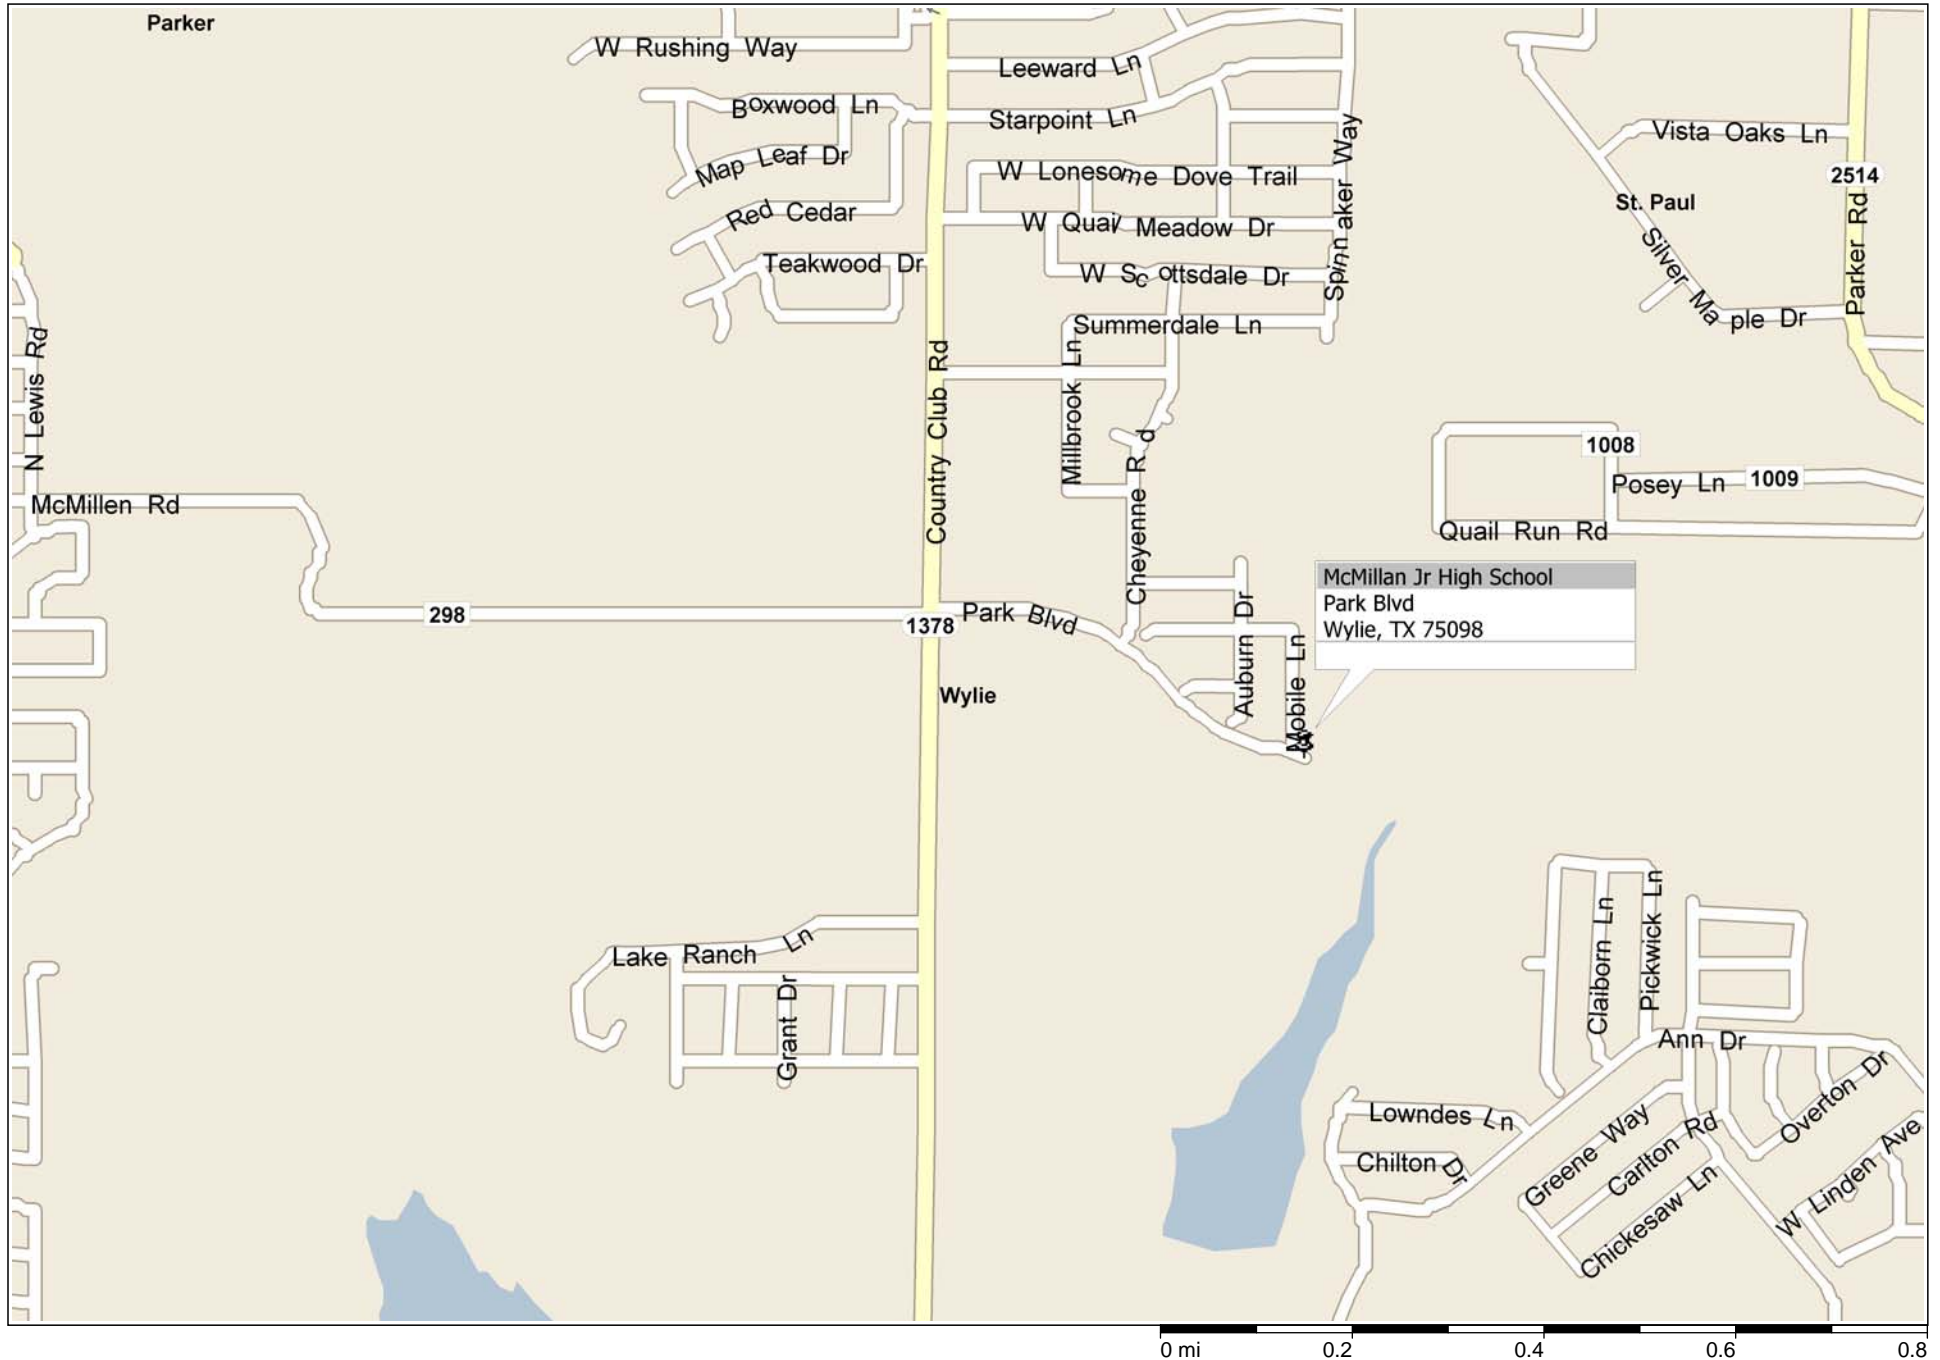 Parker
W Rushing Way
Leeward Ln
Boxwood Ln
Starpoint Ln
Vista Oaks Ln
Map Leaf Dr
W Lonesome Dove Trail
Spinnaker Way
2514
St. Paul
Red Cedar
W Quail Meadow Dr
Parker Rd
Silver Maple Dr
Teakwood Dr
W Scottsdale Dr
Summerdale Ln
N Lewis Rd
Country Club Rd
Millbrook Ln
Cheyenne Rd
1008
Posey Ln
1009
McMillen Rd
Quail Run Rd
McMillan Jr High School
Park Blvd
Wylie, TX 75098
298
1378
Park Blvd
Auburn Dr
Mobile Ln
Wylie
Lake Ranch Ln
Grant Dr
Claiborn Ln
Pickwick Ln
Ann Dr
Overton Dr
Lowndes Ln
Chilton Dr
Greene Way
Carlton Rd
Chickesaw Ln
W Linden Ave
0 mi 0.2 0.4 0.6 0.8